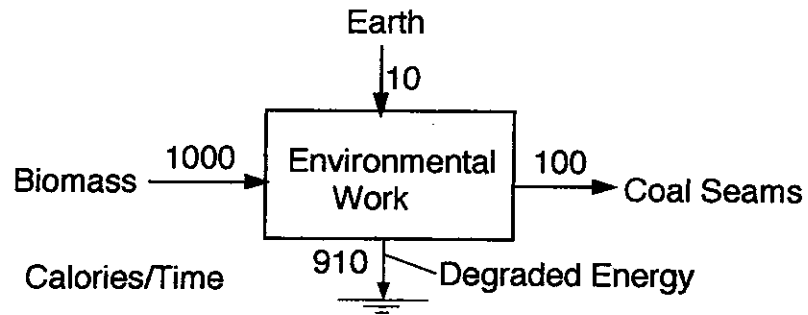 Earth
10
1000
Environmental
Work
100
Biomass
Coal Seams
910
Degraded Energy
Calories/Time